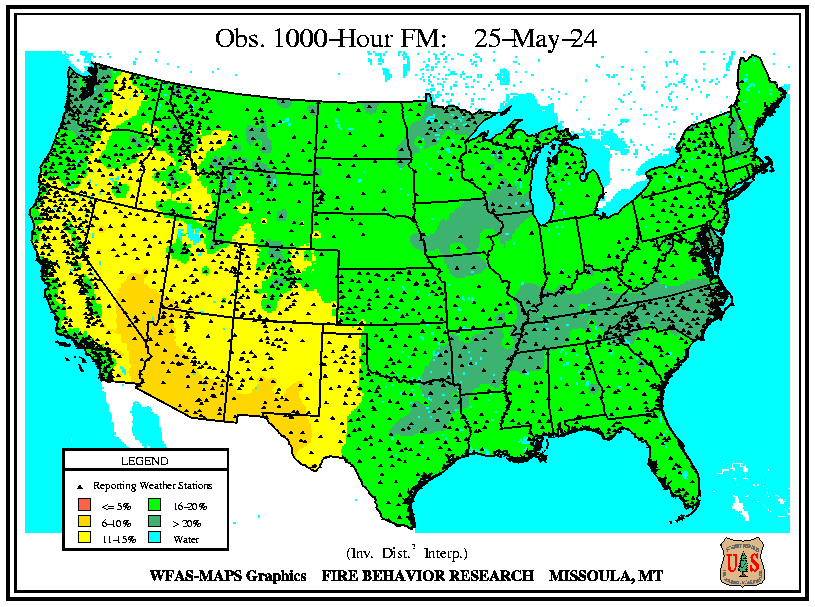 Obs. 1000-Hour FM: 25-May-24
LEGEND
Reporting Weather Stations
<= 5% 16-20%
6-10% > 20%
11-15% Water
(Inv. Dist.² Interp.)
WFAS-MAPS Graphics FIRE BEHAVIOR RESEARCH MISSOULA, MT
U S